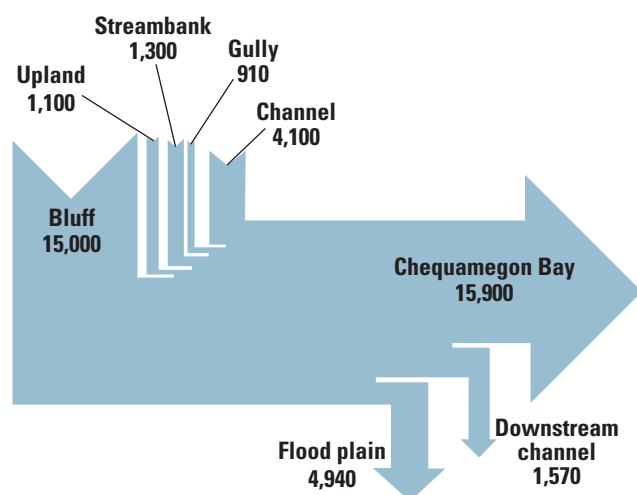 Streambank
1,300
Gully
910
Upland
1,100
Channel
4,100
Bluff
15,000
Chequamegon Bay
15,900
Flood plain
4,940
Downstream
channel
1,570